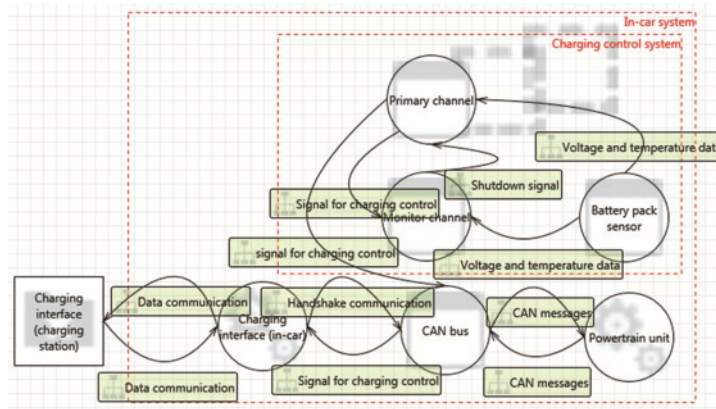 In-car system
Charging control system
Primary channel
Voltage and temperature data
Shutdown signal
Signal for charging control
Monitor channel
Battery pack
sensor
signal for charging control
Voltage and temperature data
Charging
interface
(charging
station)
Data communication
Handshake communication
Charging
interface (in-car)
CAN bus
CAN messages
Powertrain unit
Data communication
Signal for charging control
CAN messages